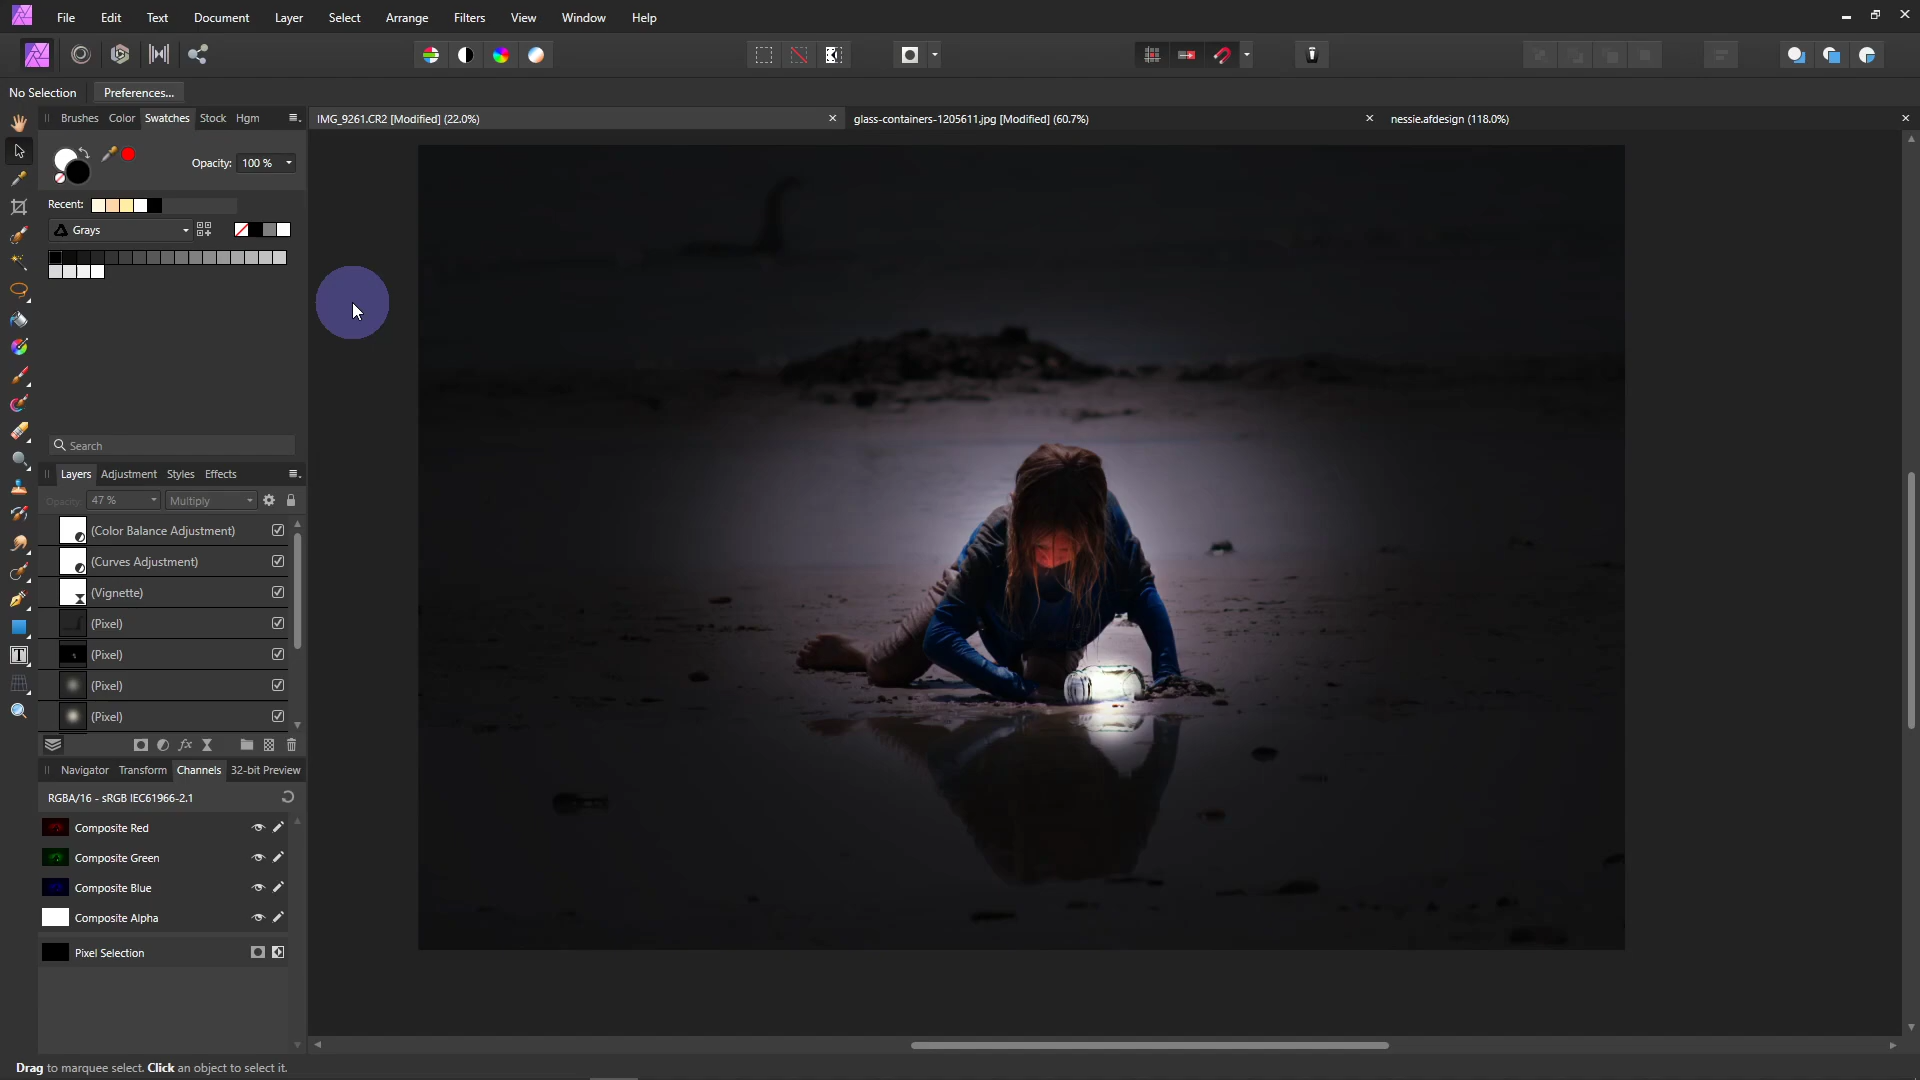 File Edit Text Document Layer Select Arrange Filters View Window Help
No Selection Preferences...
Brushes Color Swatches Stock Hgm
IMG_9261.CR2 [Modified] (22.0%)
glass-containers-1205611.jpg [Modified] (60.7%)
nessie.afdesign (118.0%)
Opacity: 100 %
Recent:
Grays
Search
Layers Adjustment Styles Effects
Opacity: 47 % Multiply
(Color Balance Adjustment)
(Curves Adjustment)
(Vignette)
(Pixel)
(Pixel)
(Pixel)
(Pixel)
Navigator Transform Channels 32-bit Preview
RGBA/16 - sRGB IEC61966-2.1
Composite Red
Composite Green
Composite Blue
Composite Alpha
Pixel Selection
Drag to marquee select. Click an object to select it.